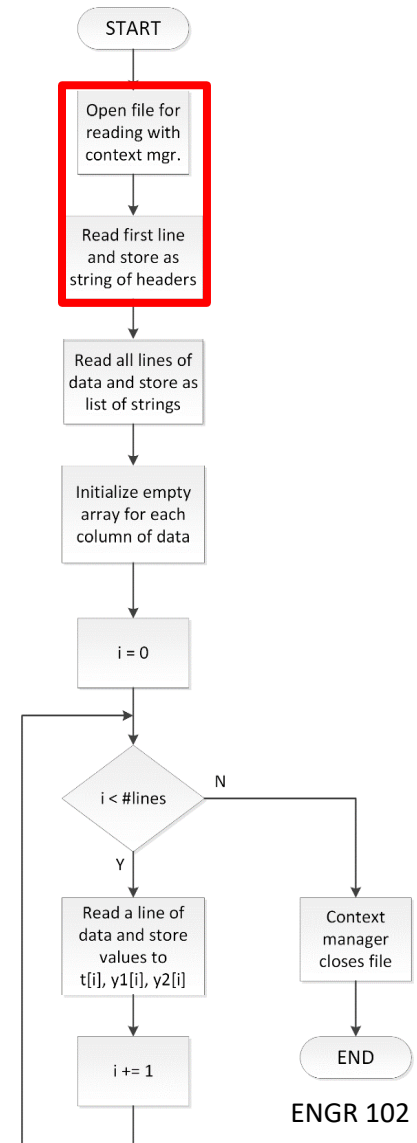 START
Open file for
reading with
context mgr.
Read first line
and store as
string of headers
Read all lines of
data and store as
list of strings
Initialize empty
array for each
column of data
i = 0
i < #lines
N
Y
Read a line of
data and store
values to
t[i], y1[i], y2[i]
Context
manager
closes file
i += 1
END
ENGR 102